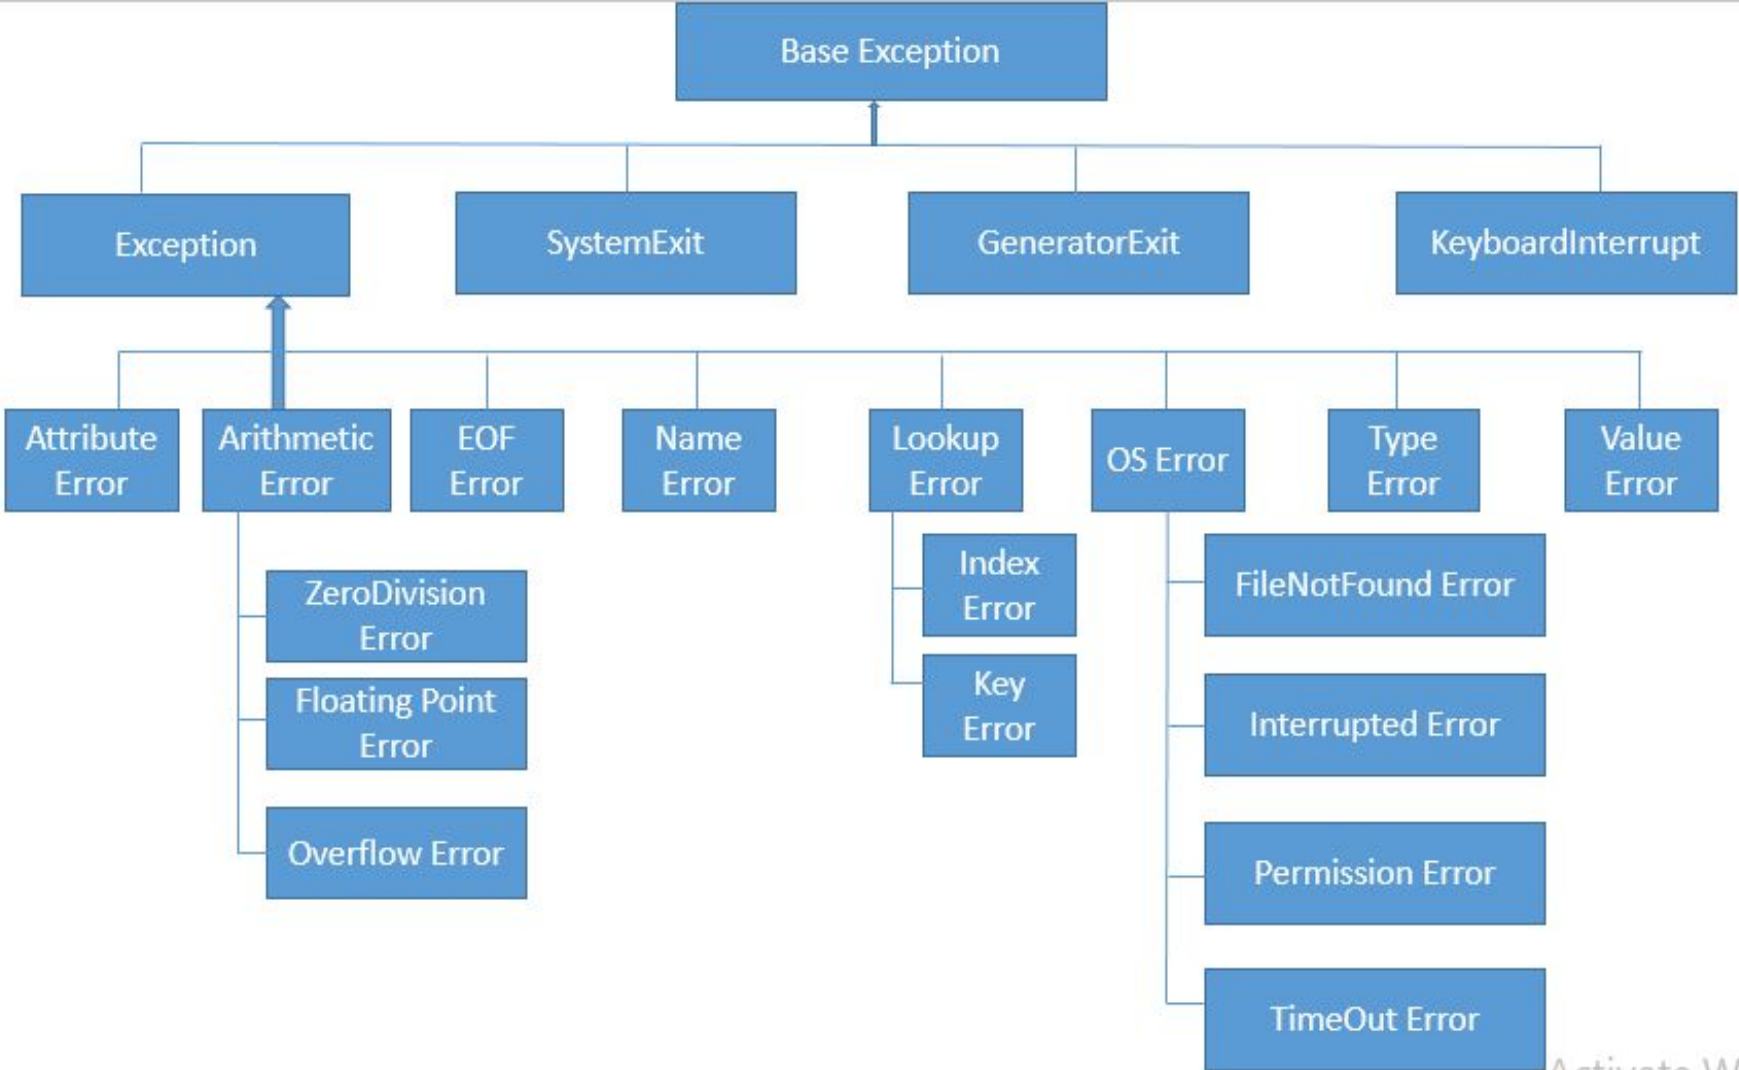 Base Exception
Exception
SystemExit
GeneratorExit
KeyboardInterrupt
Attribute
Error
Arithmetic
Error
EOF
Error
Name
Error
Lookup
Error
OS Error
Type
Error
Value
Error
ZeroDivision
Error
Floating Point
Error
Overflow Error
Index
Error
Key
Error
FileNotFound Error
Interrupted Error
Permission Error
TimeOut Error